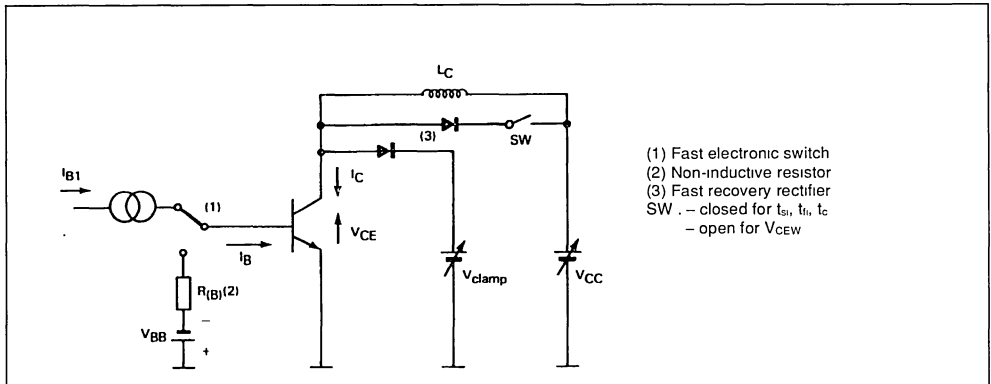 LC
(3)
SW
IB1
(1)
IC
VCE
IB
R(B)(2)
–
VBB
+
Vclamp
VCC
(1) Fast electronic switch
(2) Non-inductive resistor
(3) Fast recovery rectifier
SW . – closed for tsi, tfi, tc
– open for VCEW